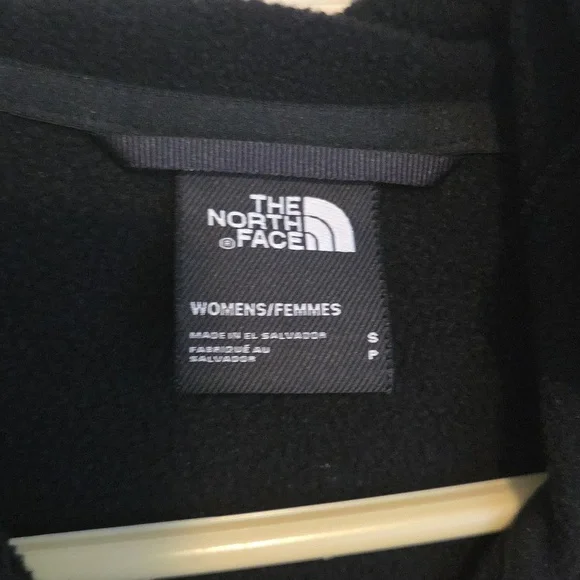 THE
NORTH
® FACE
WOMENS/FEMMES
MADE IN EL SALVADOR
S
FABRIQUÉ AU
SALVADOR
P